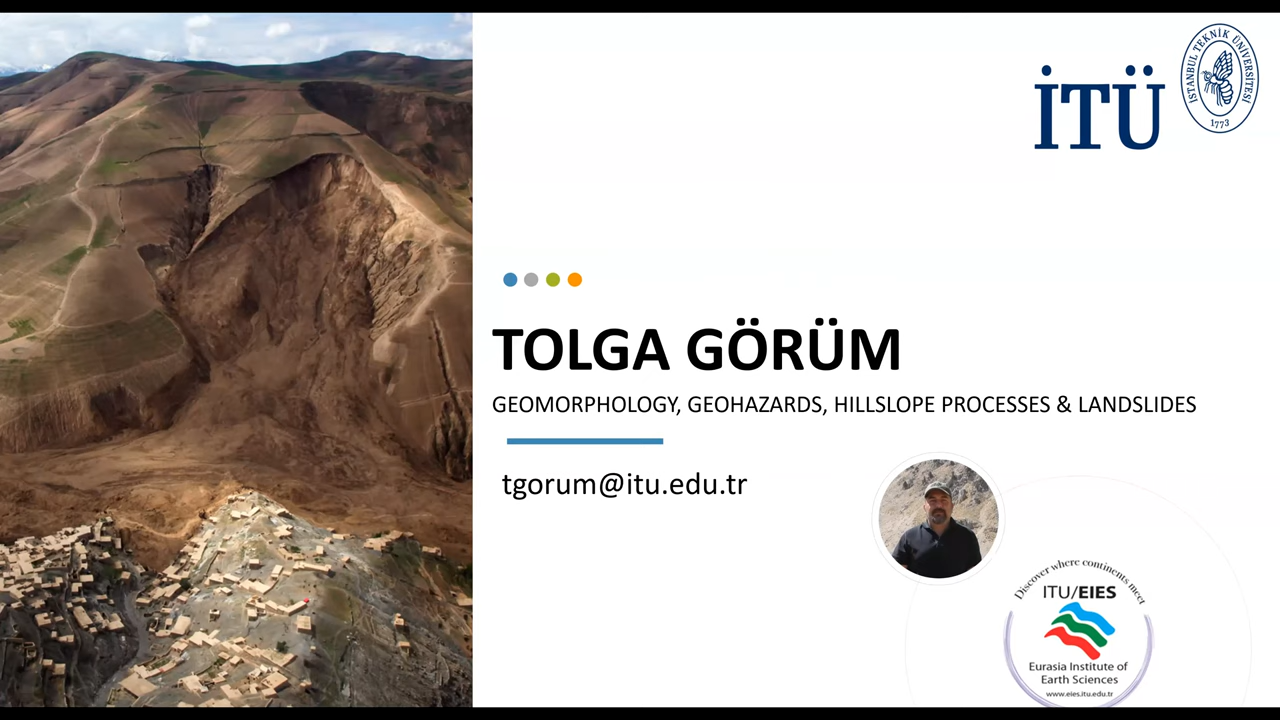 İTÜ
İSTANBUL TEKNİK ÜNİVERSİTESİ
1773
TOLGA GÖRÜM
GEOMORPHOLOGY, GEOHAZARDS, HILLSLOPE PROCESSES & LANDSLIDES
tgorum@itu.edu.tr
Discover where continents meet
ITU/EIES
Eurasia Institute of
Earth Sciences
www.eies.itu.edu.tr